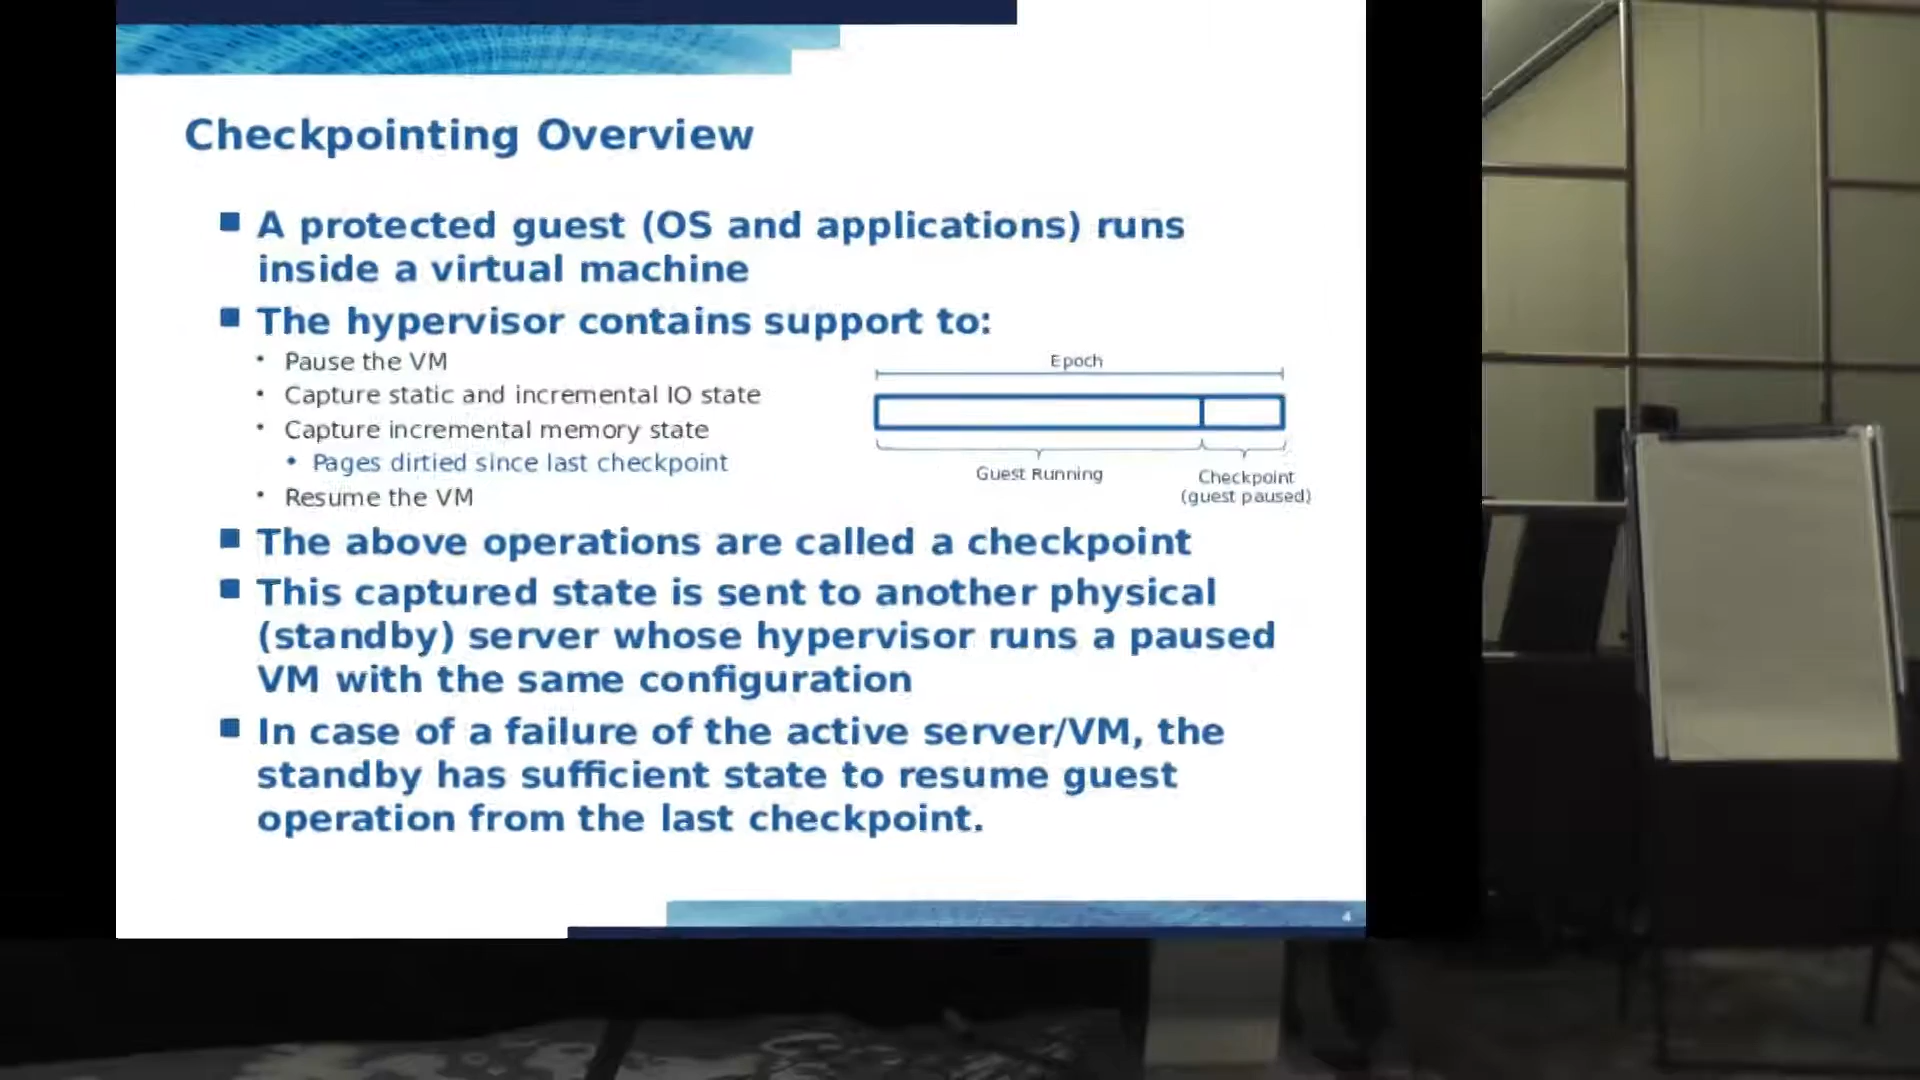 Checkpointing Overview
A protected guest (OS and applications) runs
inside a virtual machine
The hypervisor contains support to:
Pause the VM
Capture static and incremental IO state
Capture incremental memory state
Pages dirtied since last checkpoint
Resume the VM
Epoch
Guest Running
Checkpoint
(guest paused)
The above operations are called a checkpoint
This captured state is sent to another physical
(standby) server whose hypervisor runs a paused
VM with the same configuration
In case of a failure of the active server/VM, the
standby has sufficient state to resume guest
operation from the last checkpoint.
4